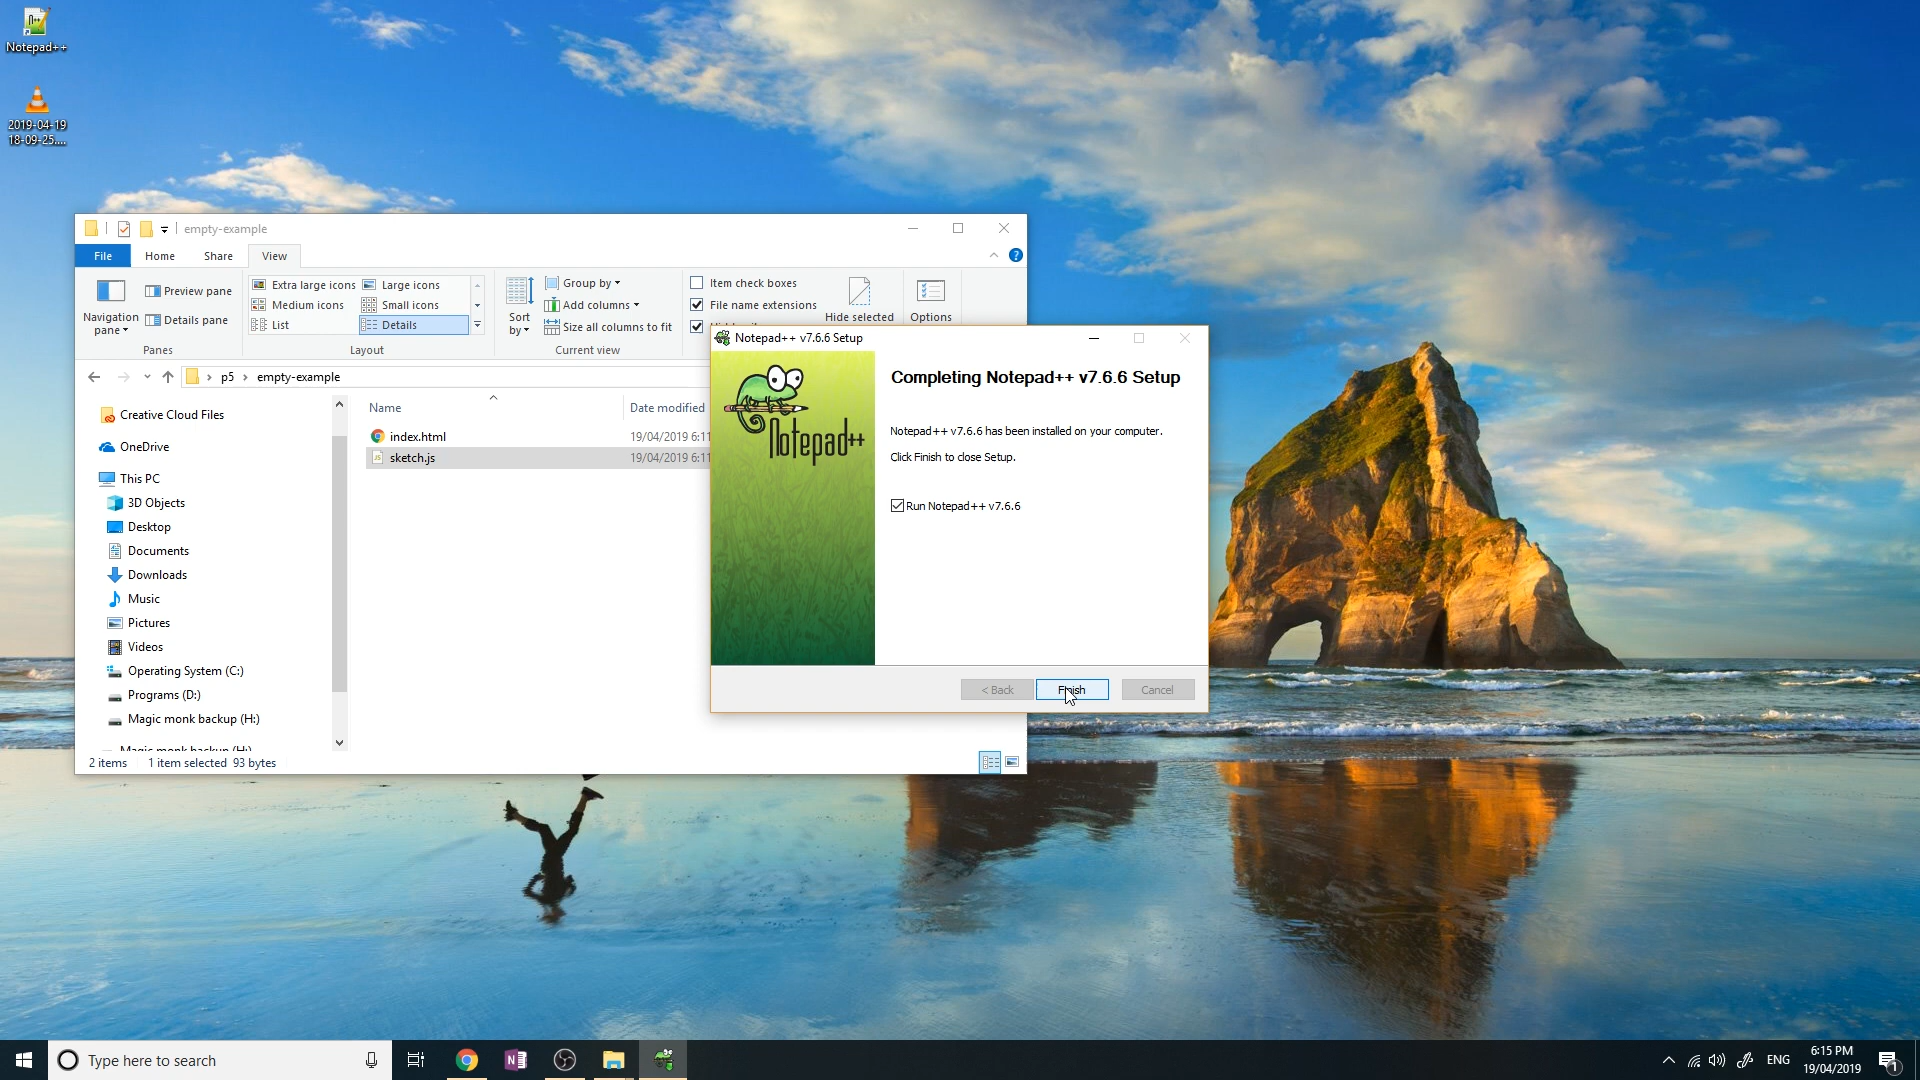 Notepad++
2019-04-19
18-09-25....
empty-example
File
Home
Share
View
Navigation
pane
Preview pane
Details pane
Panes
Extra large icons
Large icons
Medium icons
Small icons
List
Details
Layout
Sort
by
Group by
Add columns
Size all columns to fit
Current view
Item check boxes
File name extensions
Hide selected
Options
p5
empty-example
Creative Cloud Files
OneDrive
This PC
3D Objects
Desktop
Documents
Downloads
Music
Pictures
Videos
Operating System (C:)
Programs (D:)
Magic monk backup (H:)
Magic monk backup (H:)
Name
Date modified
index.html
19/04/2019 6:11
sketch.js
19/04/2019 6:11
2 items
1 item selected 93 bytes
Notepad++ v7.6.6 Setup
Notepad++
Completing Notepad++ v7.6.6 Setup
Notepad++ v7.6.6 has been installed on your computer.
Click Finish to close Setup.
Run Notepad++ v7.6.6
< Back
Finish
Cancel
Type here to search
ENG
6:15 PM
19/04/2019
1